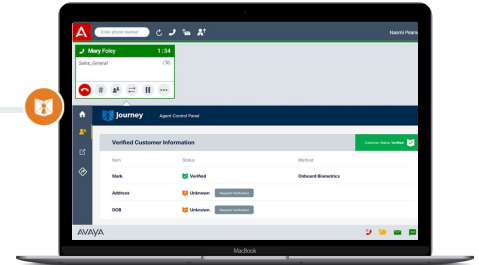 Enter phone number
Naomi Pears
Mary Foley 1:34
Sales_General
#
Journey Agent Control Panel
Verified Customer Information
Customer Status: Verified
Item Status Method
Mark Verified Onboard Biometrics
Address Unknown Request Verification
DOB Unknown Request Verification
AVAYA
MacBook